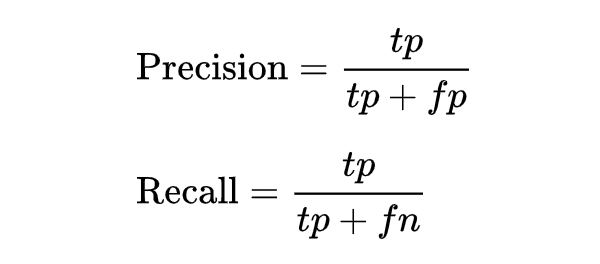 Precision = tp / tp + fp
Recall = tp / tp + fn